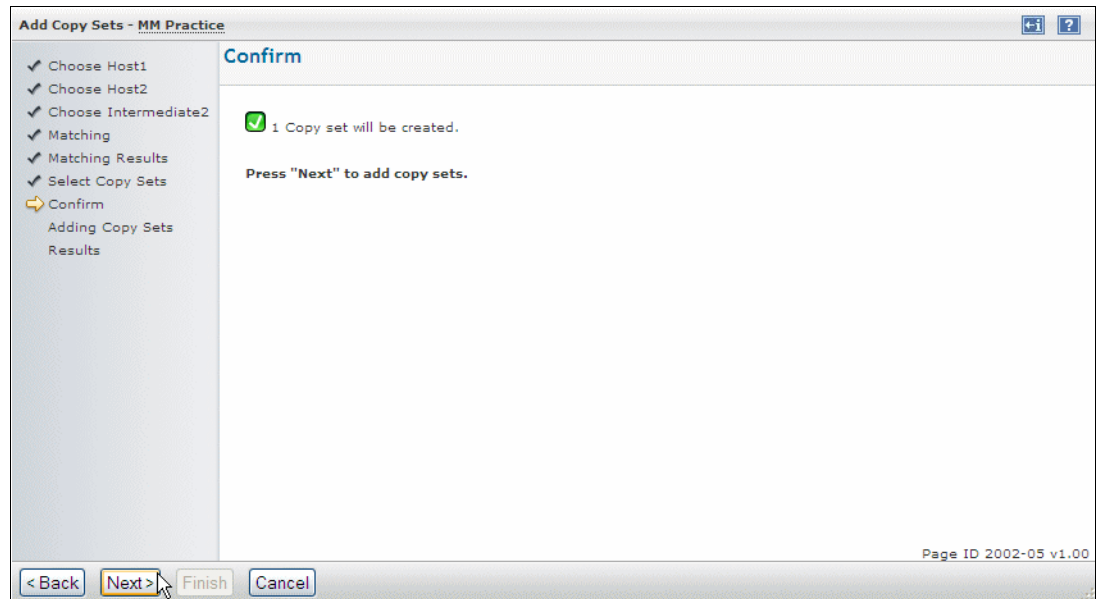 Add Copy Sets - MM Practice
?
Choose Host1
Choose Host2
Choose Intermediate2
Matching
Matching Results
Select Copy Sets
Confirm
Adding Copy Sets
Results
Confirm
1 Copy set will be created.
Press "Next" to add copy sets.
Page ID 2002-05 v1.00
< Back Next > Finish Cancel